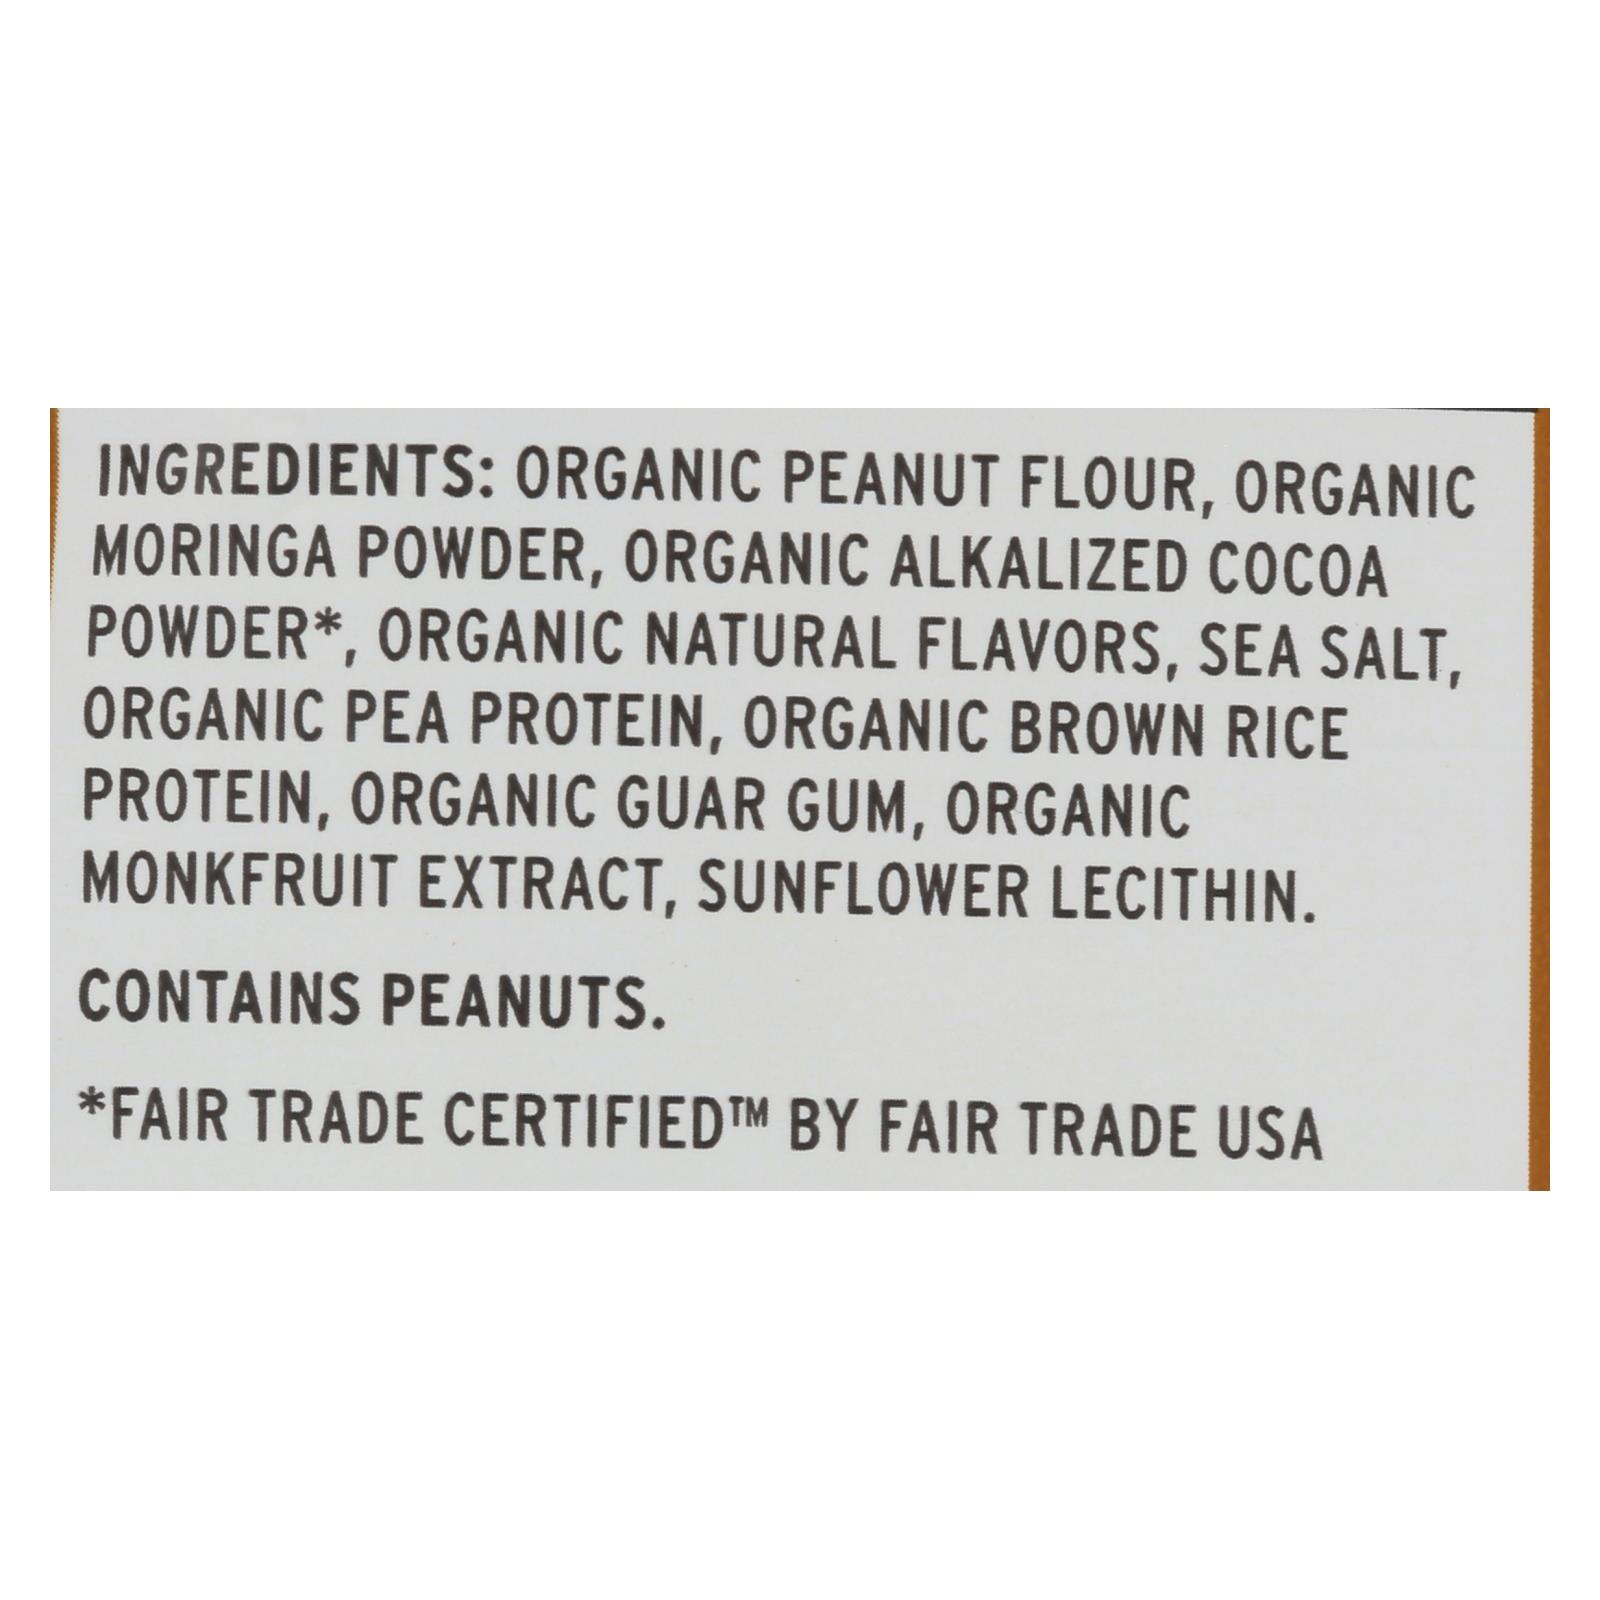 INGREDIENTS: ORGANIC PEANUT FLOUR, ORGANIC
MORINGA POWDER, ORGANIC ALKALIZED COCOA
POWDER*, ORGANIC NATURAL FLAVORS, SEA SALT,
ORGANIC PEA PROTEIN, ORGANIC BROWN RICE
PROTEIN, ORGANIC GUAR GUM, ORGANIC
MONKFRUIT EXTRACT, SUNFLOWER LECITHIN.
CONTAINS PEANUTS.
*FAIR TRADE CERTIFIED™ BY FAIR TRADE USA